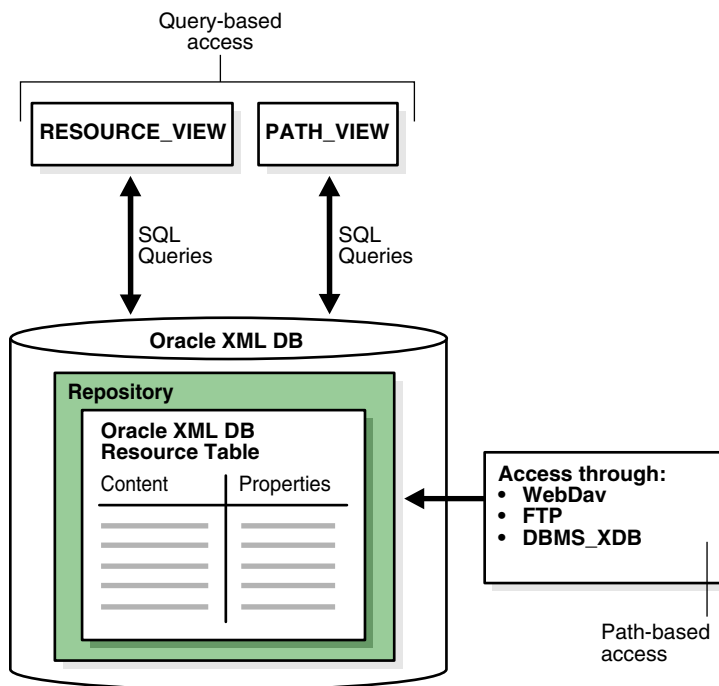 Query-based
access
RESOURCE_VIEW
PATH_VIEW
SQL
Queries
SQL
Queries
Oracle XML DB
Repository
Oracle XML DB
Resource Table
Content
Properties
Access through:
• WebDav
• FTP
• DBMS_XDB
Path-based
access